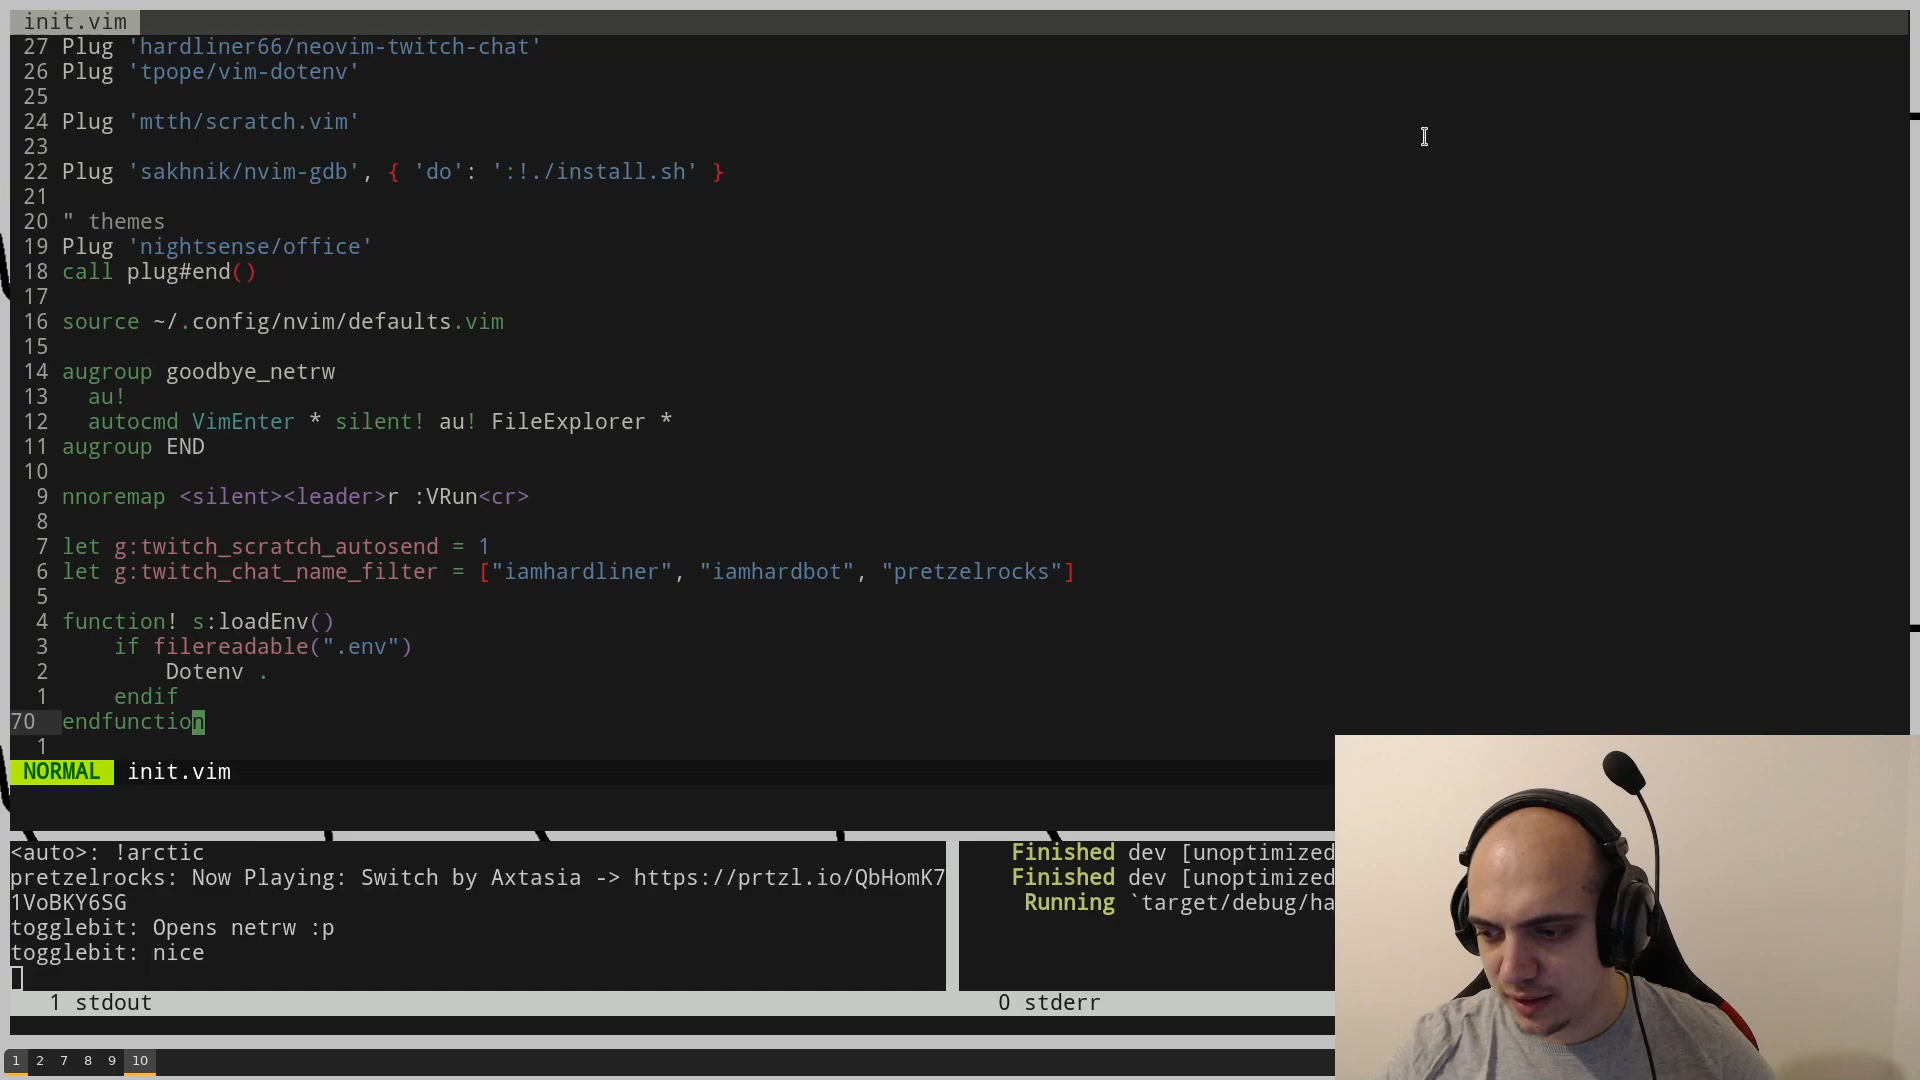 init.vim
27 Plug 'hardliner66/neovim-twitch-chat'
26 Plug 'tpope/vim-dotenv'
25
24 Plug 'mtth/scratch.vim'
23
22 Plug 'sakhnik/nvim-gdb', { 'do': ':!./install.sh' }
21
20 " themes
19 Plug 'nightsense/office'
18 call plug#end()
17
16 source ~/.config/nvim/defaults.vim
15
14 augroup goodbye_netrw
13   au!
12   autocmd VimEnter * silent! au! FileExplorer *
11 augroup END
10
9 nnoremap <silent><leader>r :VRun<cr>
8
7 let g:twitch_scratch_autosend = 1
6 let g:twitch_chat_name_filter = ["iamhardliner", "iamhardbot", "pretzelrocks"]
5
4 function! s:loadEnv()
3     if filereadable(".env")
2         Dotenv .
1     endif
70 endfunction
1
NORMAL init.vim
<auto>: !arctic
pretzelrocks: Now Playing: Switch by Axtasia -> https://prtzl.io/QbHomK7
1VoBKY6SG
togglebit: Opens netrw :p
togglebit: nice
1 stdout
Finished dev [unoptimized
Finished dev [unoptimized
Running `target/debug/ha
0 stderr
1 2 7 8 9 10